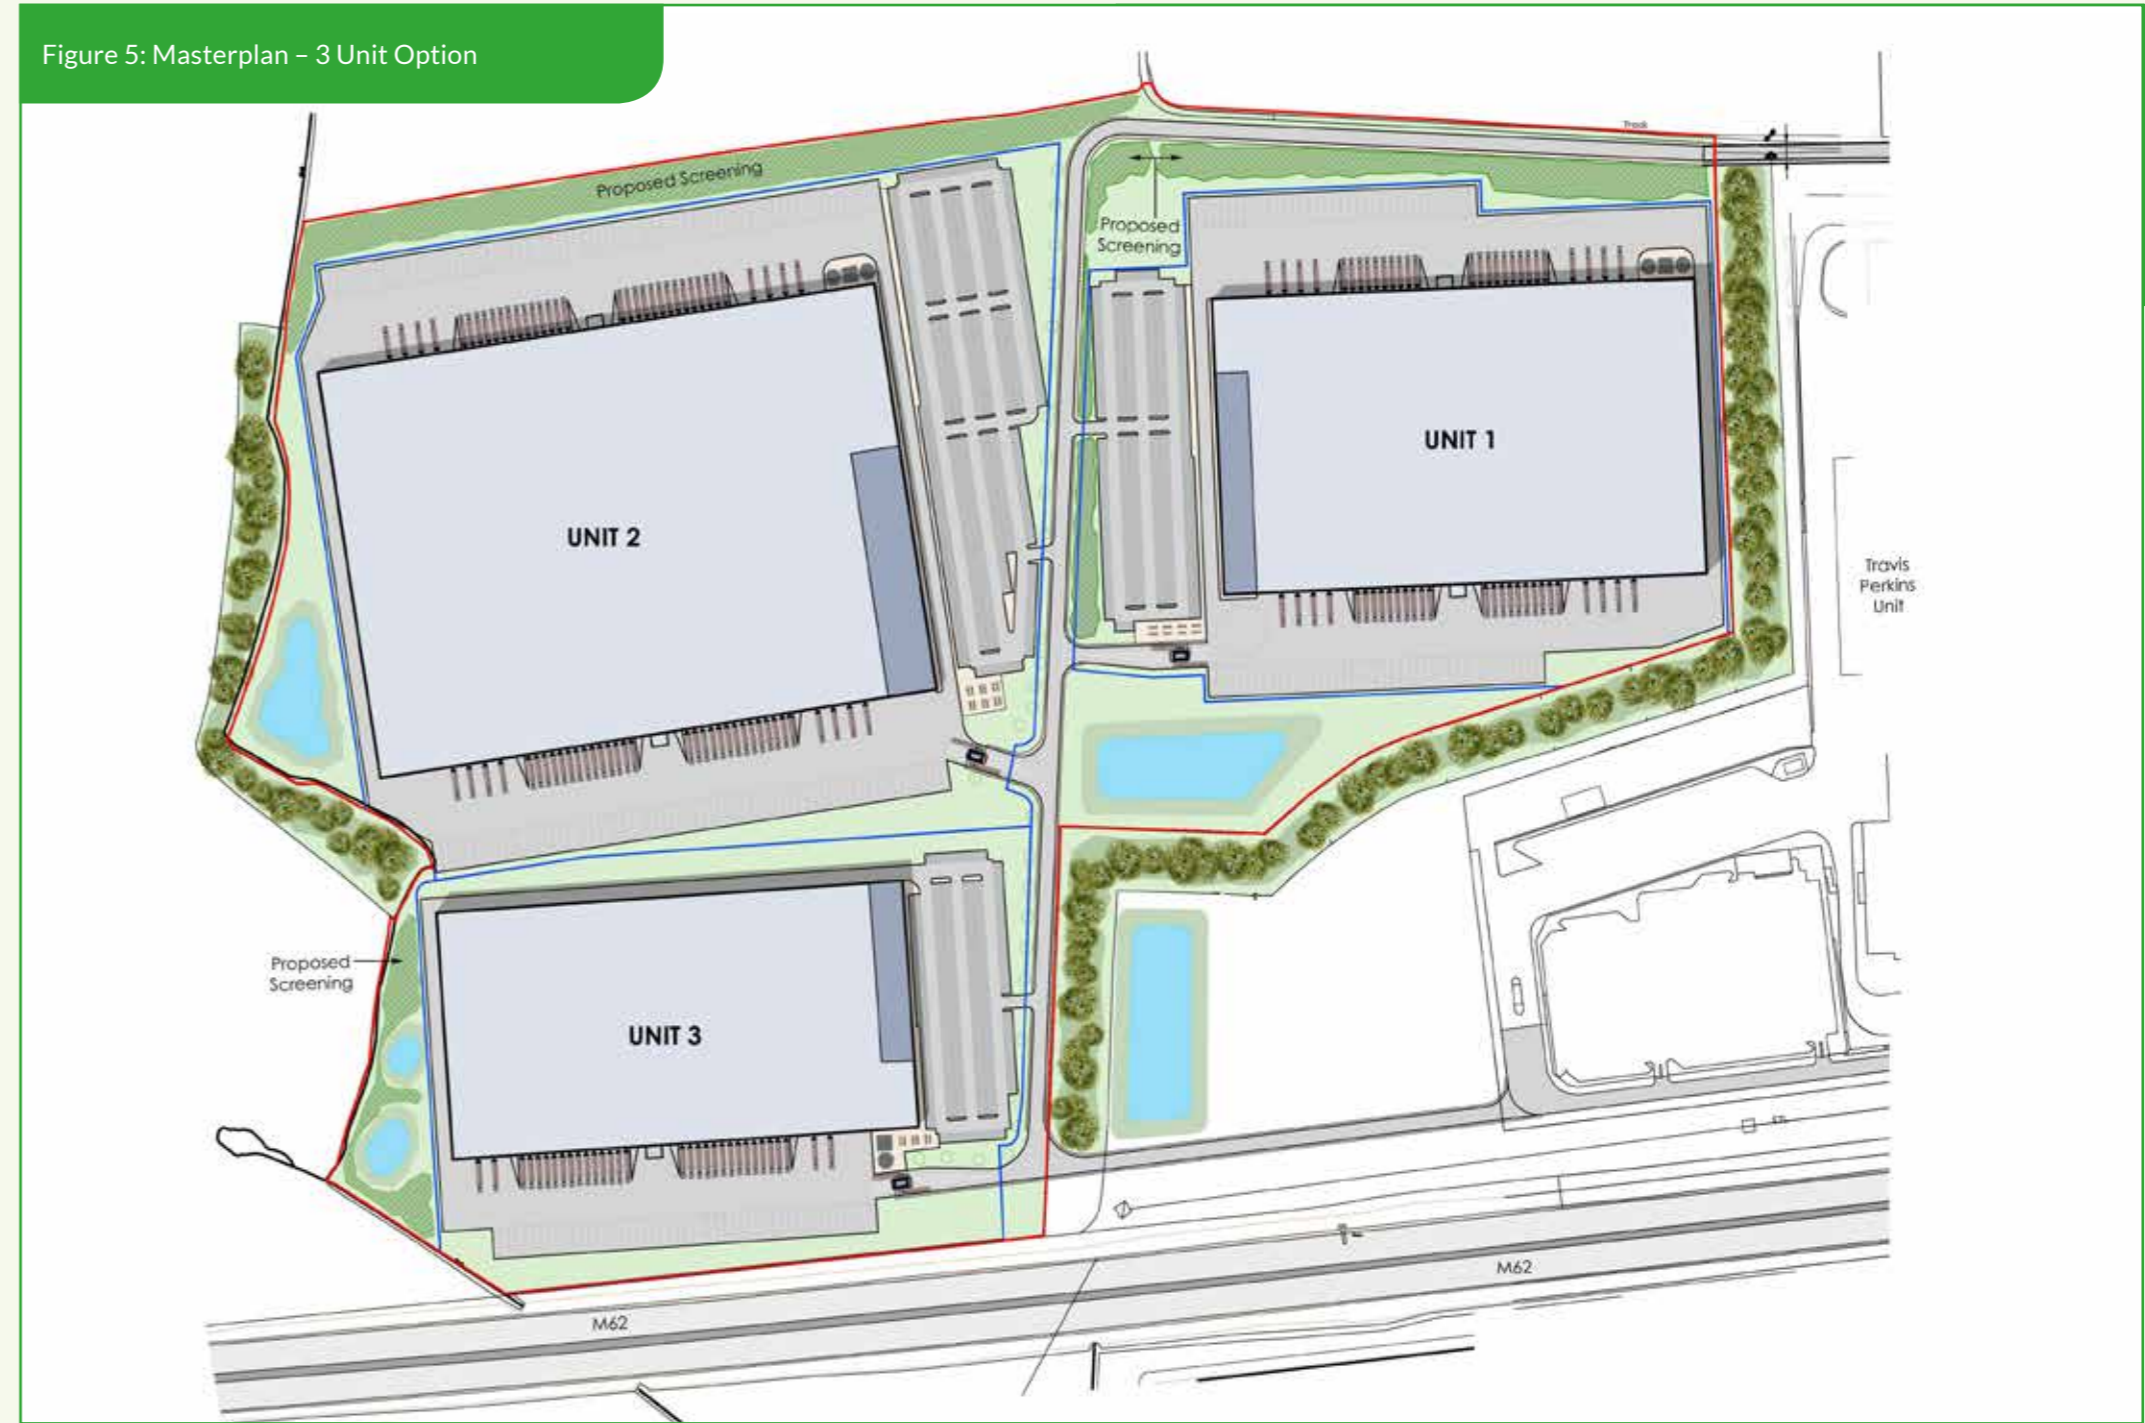 Figure 5: Masterplan – 3 Unit Option
Track
Proposed Screening
Proposed
Screening
UNIT 1
UNIT 2
Travis
Perkins
Unit
Proposed
Screening
UNIT 3
M62
M62